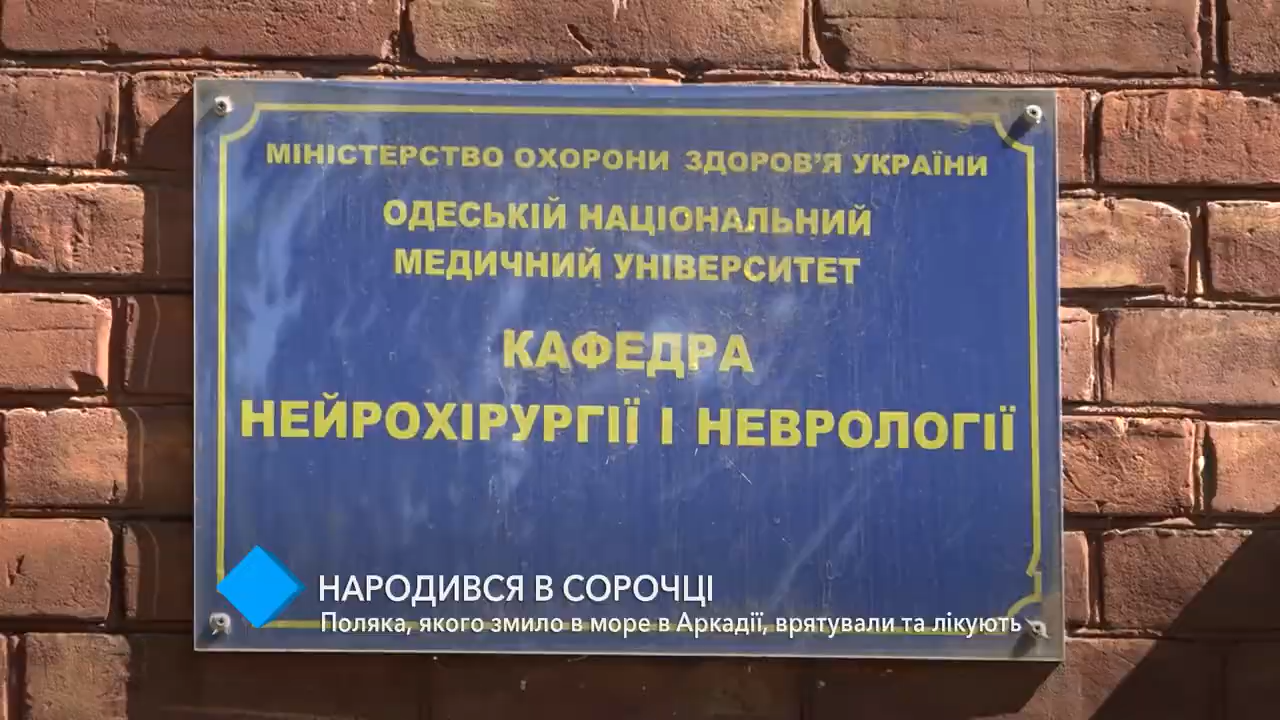 МІНІСТЕРСТВО ОХОРОНИ ЗДОРОВ'Я УКРАЇНИ
ОДЕСЬКІЙ НАЦІОНАЛЬНИЙ
МЕДИЧНИЙ УНІВЕРСИТЕТ
КАФЕДРА
НЕЙРОХІРУРГІЇ І НЕВРОЛОГІЇ
НАРОДИВСЯ В СОРОЧЦІ
Поляка, якого змило в море в Аркадії, врятували та лікують